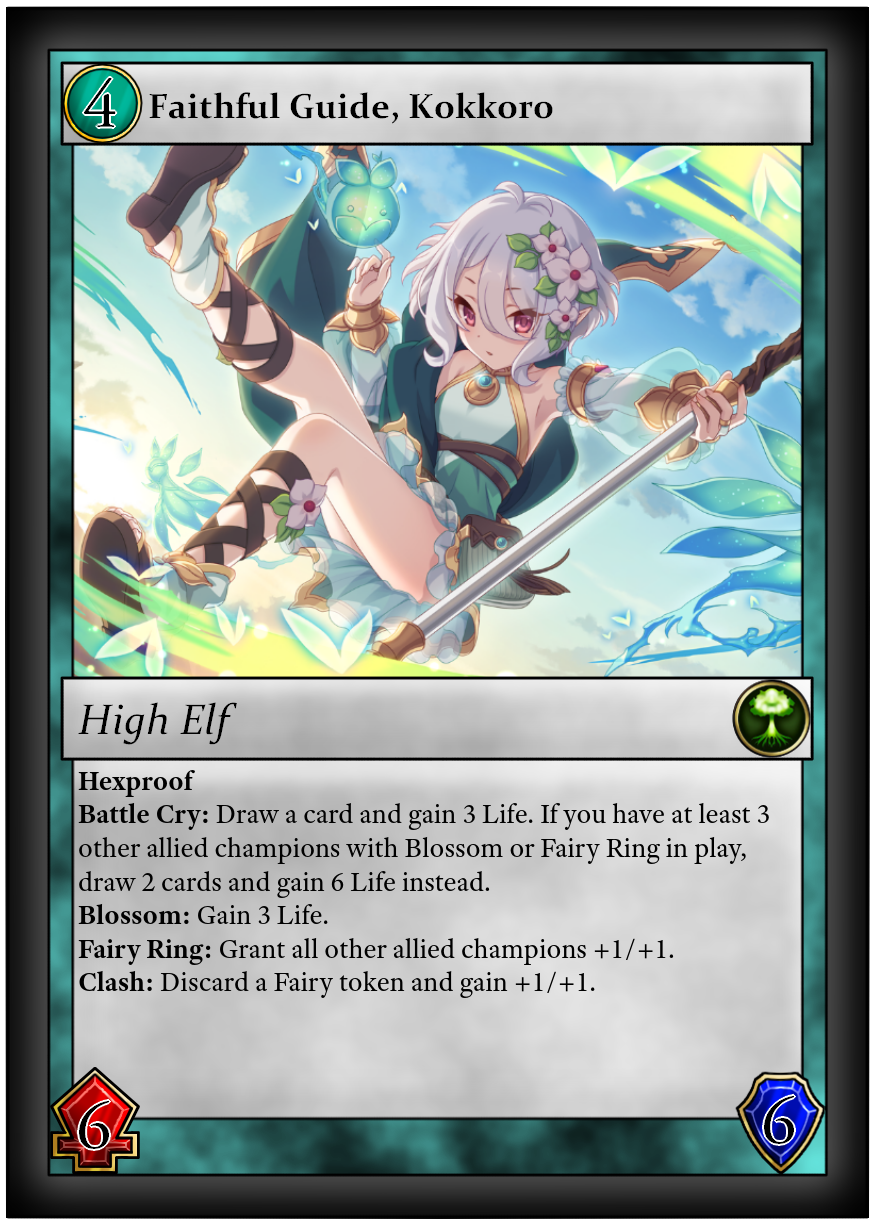 4 Faithful Guide, Kokkoro
High Elf
Hexproof
Battle Cry: Draw a card and gain 3 Life. If you have at least 3
other allied champions with Blossom or Fairy Ring in play,
draw 2 cards and gain 6 Life instead.
Blossom: Gain 3 Life.
Fairy Ring: Grant all other allied champions +1/+1.
Clash: Discard a Fairy token and gain +1/+1.
6 6